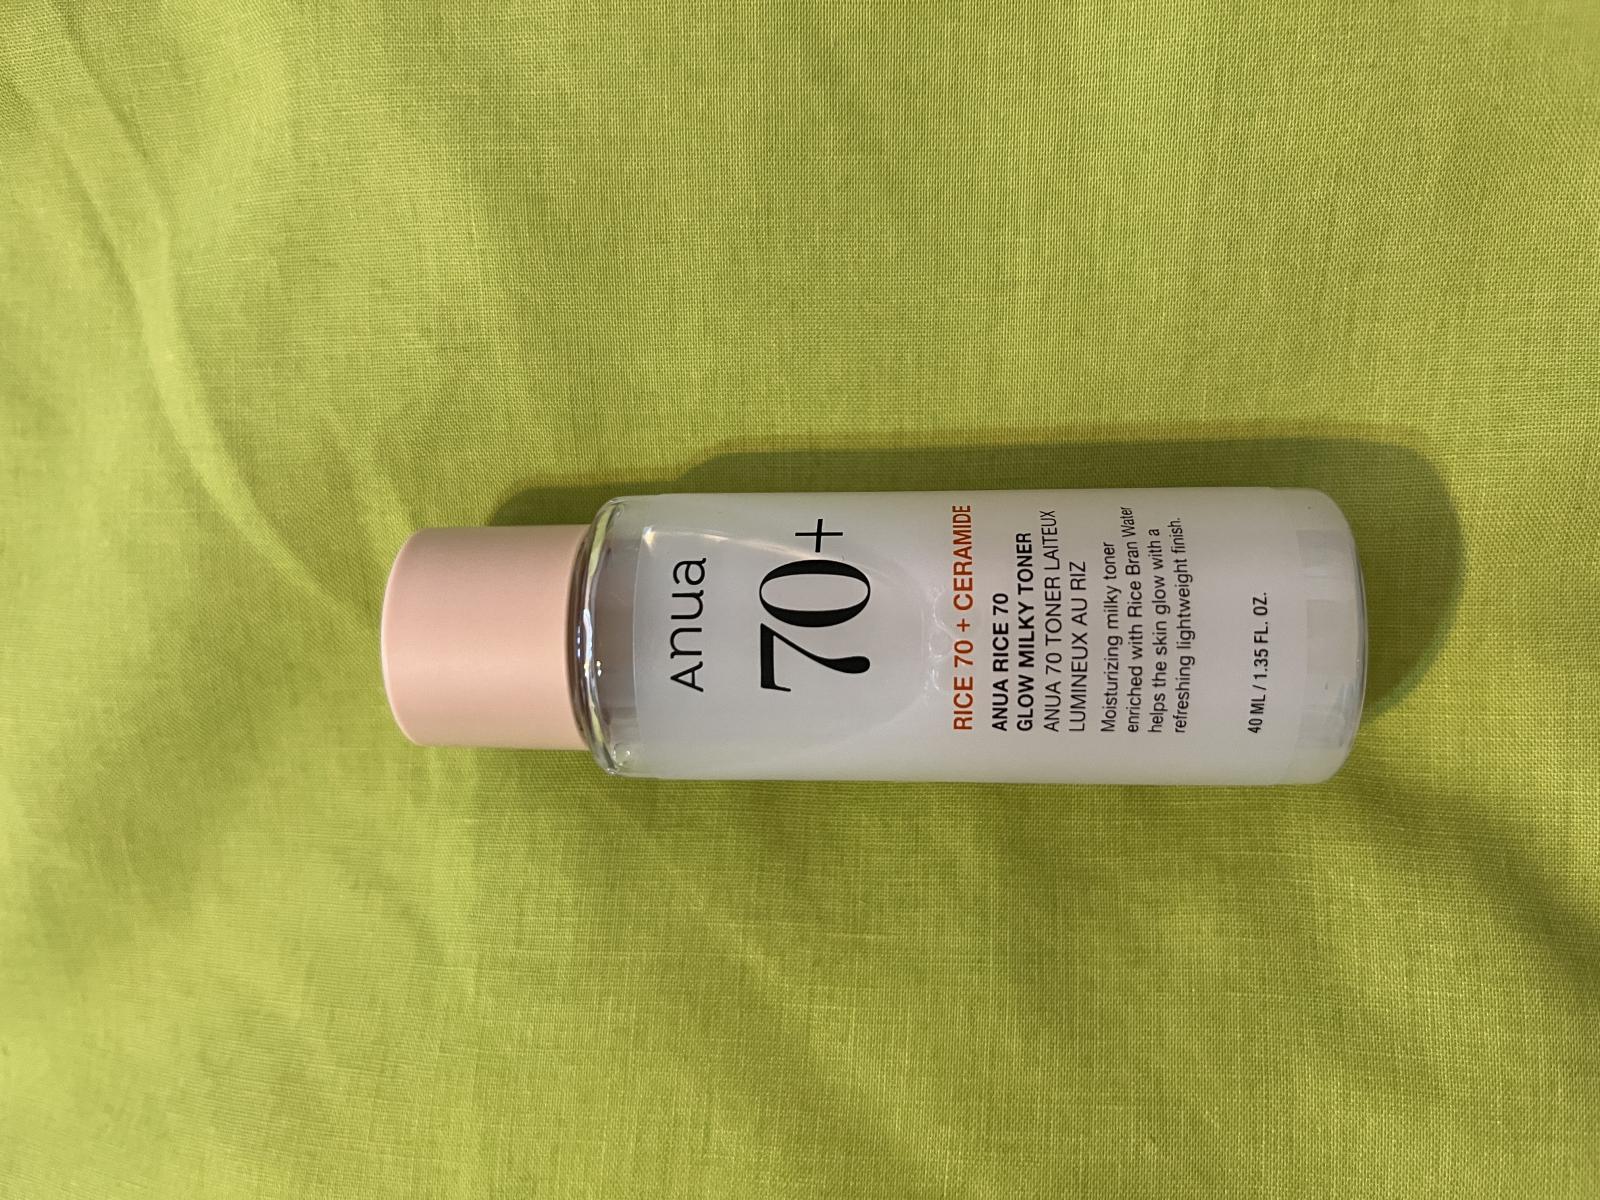 Anua
70+
RICE 70 + CERAMIDE
ANUA RICE 70
GLOW MILKY TONER
ANUA 70 TONER LAITEUX
LUMINEUX AU RIZ
Moisturizing milky toner
enriched with Rice Bran Water
helps the skin glow with a
refreshing lightweight finish.
40 ML / 1.35 FL. OZ.